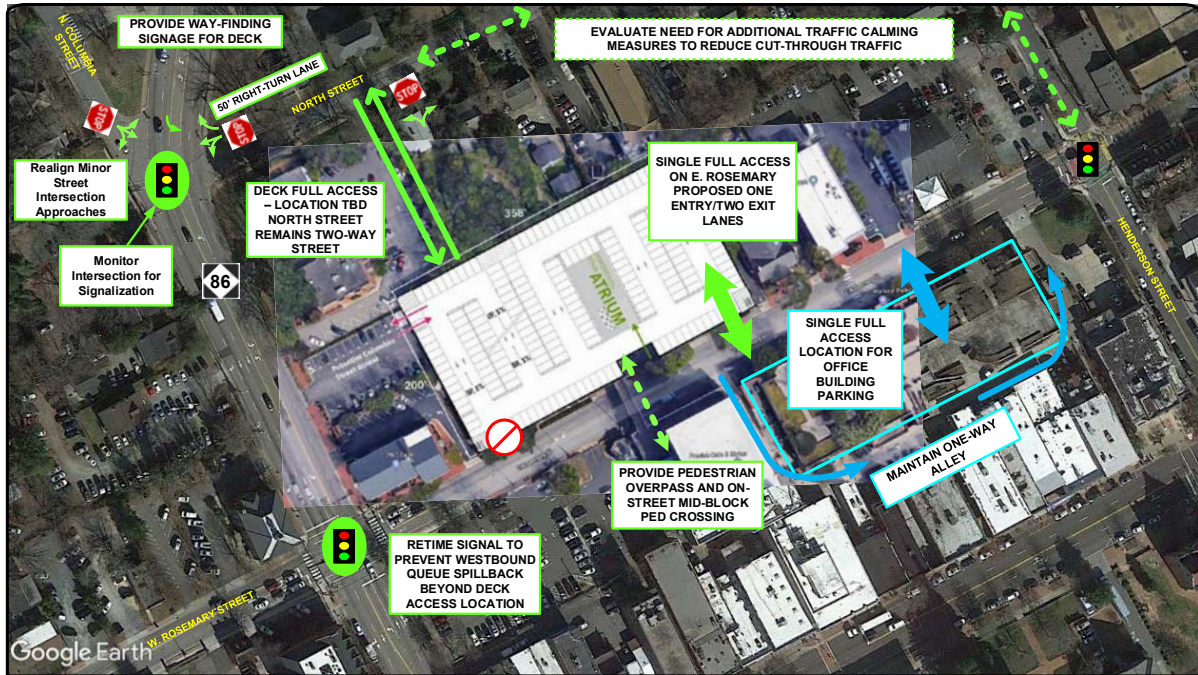 PROVIDE WAY-FINDING
SIGNAGE FOR DECK
N. COLUMBIA
STREET
EVALUATE NEED FOR ADDITIONAL TRAFFIC CALMING
MEASURES TO REDUCE CUT-THROUGH TRAFFIC
50' RIGHT-TURN LANE
NORTH STREET
STOP
STOP
STOP
Realign Minor
Street
Intersection
Approaches
DECK FULL ACCESS
– LOCATION TBD
NORTH STREET
REMAINS TWO-WAY
STREET
358'
SINGLE FULL ACCESS
ON E. ROSEMARY
PROPOSED ONE
ENTRY/TWO EXIT
LANES
HENDERSON STREET
Monitor
Intersection for
Signalization
86
ATRIUM
200'
SINGLE FULL
ACCESS
LOCATION FOR
OFFICE
BUILDING
PARKING
MAINTAIN ONE-WAY
ALLEY
PROVIDE PEDESTRIAN
OVERPASS AND ON-
STREET MID-BLOCK
PED CROSSING
RETIME SIGNAL TO
PREVENT WESTBOUND
QUEUE SPILLBACK
BEYOND DECK
ACCESS LOCATION
W. ROSEMARY STREET
Google Earth